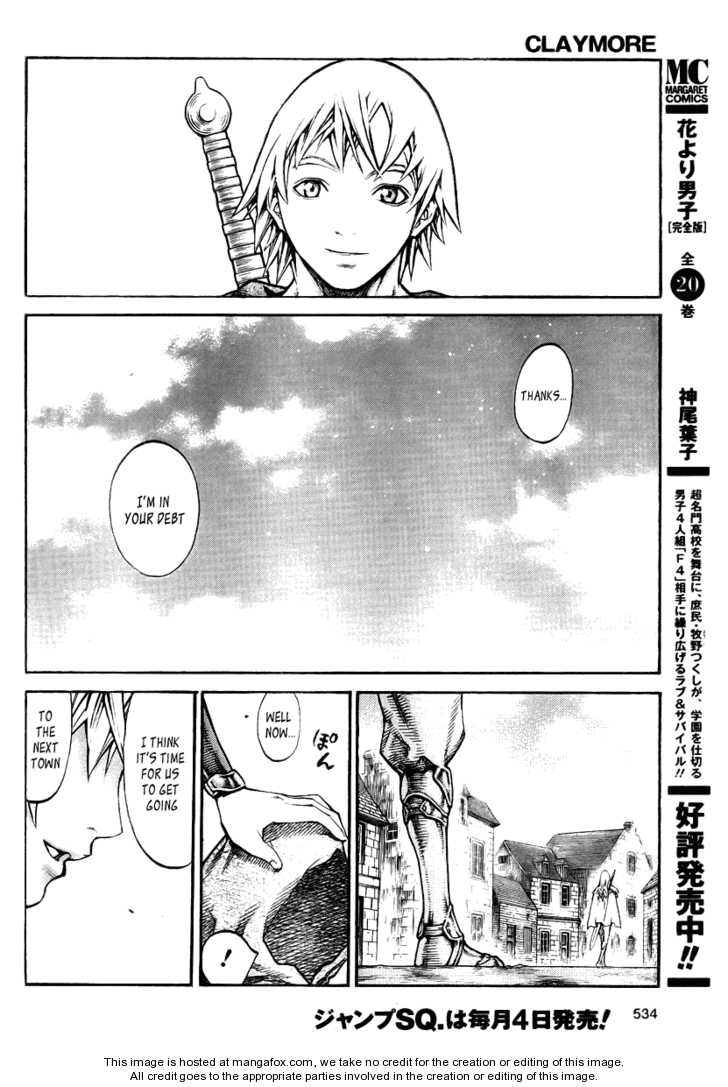 CLAYMORE
MC
MARGARET
COMICS
花より男子
[完全版]
全
20
巻
神尾葉子
超名門高校を舞台に、庶民・牧野つくしが、学園を仕切る
男子4人組「F4」相手に繰り広げるラブ&サバイバル!!
好評発売中!!
THANKS...
I'M IN
YOUR DEBT
WELL
NOW...
ぽん
!
I THINK
IT'S TIME
FOR US
TO GET
GOING
TO
THE
NEXT
TOWN
ジャンプSQ.は毎月4日発売!
534
This image is hosted at mangafox.com, we take no credit for the creation or editing of this image.
All credit goes to the appropriate parties involved in the creation or editing of this image.